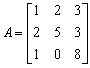 A = [ 1 2 3
2 5 3
1 0 8 ]